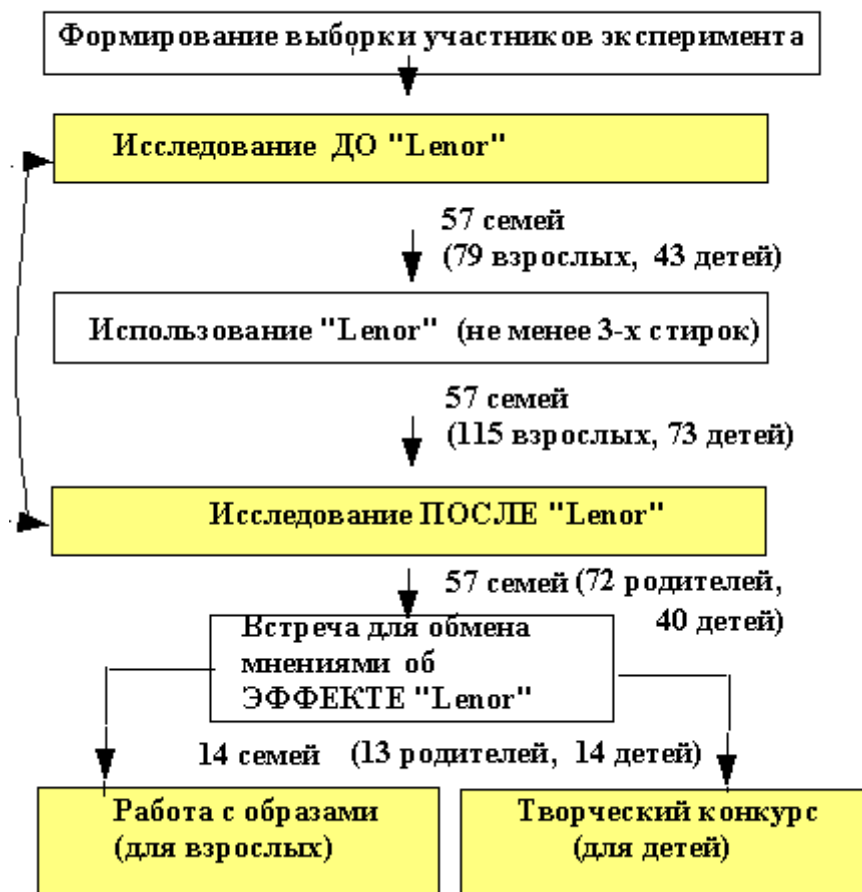 Формирование выборки участников эксперимента
Исследование ДО "Lenor"
57 семей
(79 взрослых, 43 детей)
Использование "Lenor" (не менее 3-х стирок)
57 семей
(115 взрослых, 73 детей)
Исследование ПОСЛЕ "Lenor"
57 семей (72 родителей,
40 детей)
Встреча для обмена
мнениями об
ЭФФЕКТЕ "Lenor"
14 семей (13 родителей, 14 детей)
Работа с образами
(для взрослых)
Творческий конкурс
(для детей)